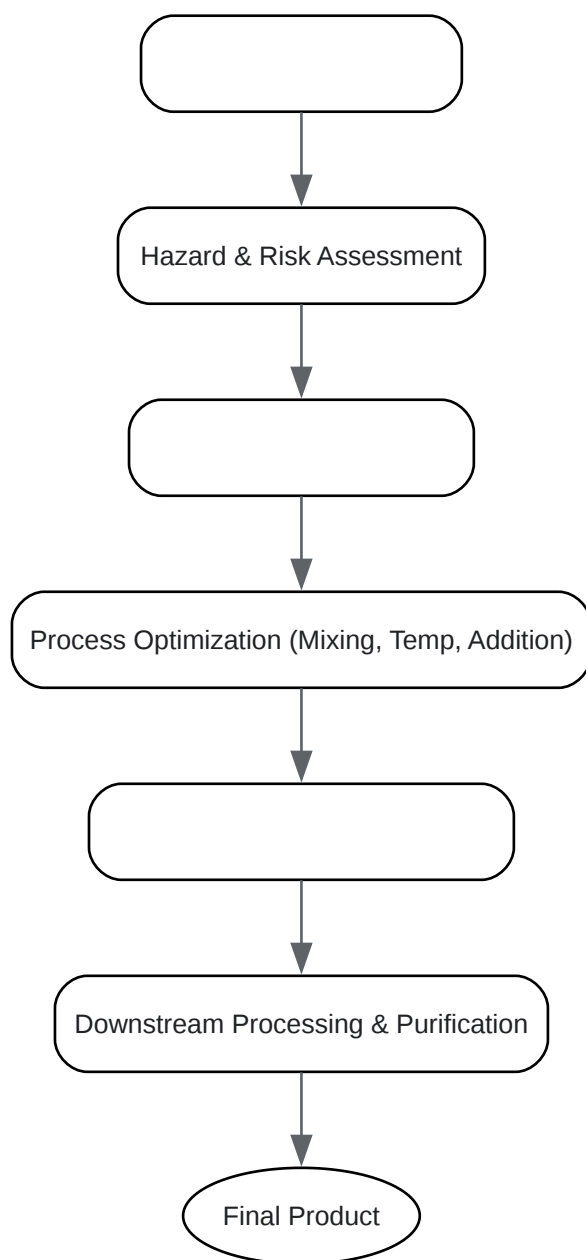 Hazard & Risk Assessment
Process Optimization (Mixing, Temp, Addition)
Downstream Processing & Purification
Final Product